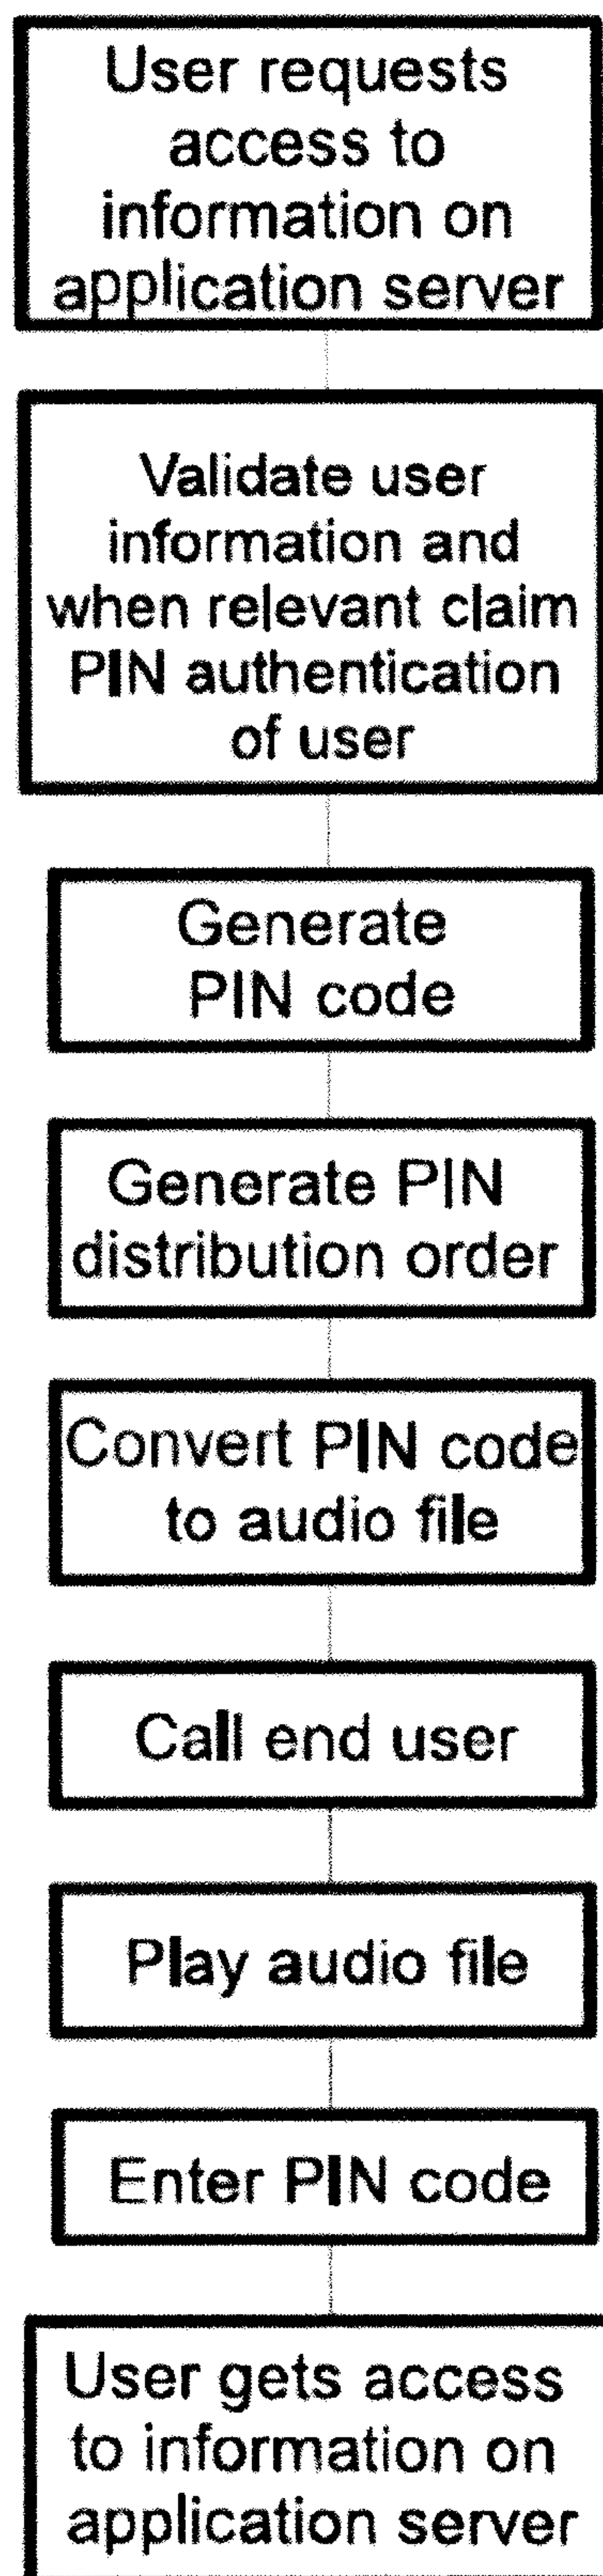 User requests
access to
information on
application server
Validate user
information and
when relevant claim
PIN authentication
of user
Generate
PIN code
Generate PIN
distribution order
Convert PIN code
to audio file
Call end user
Play audio file
Enter PIN code
User gets access
to information on
application server